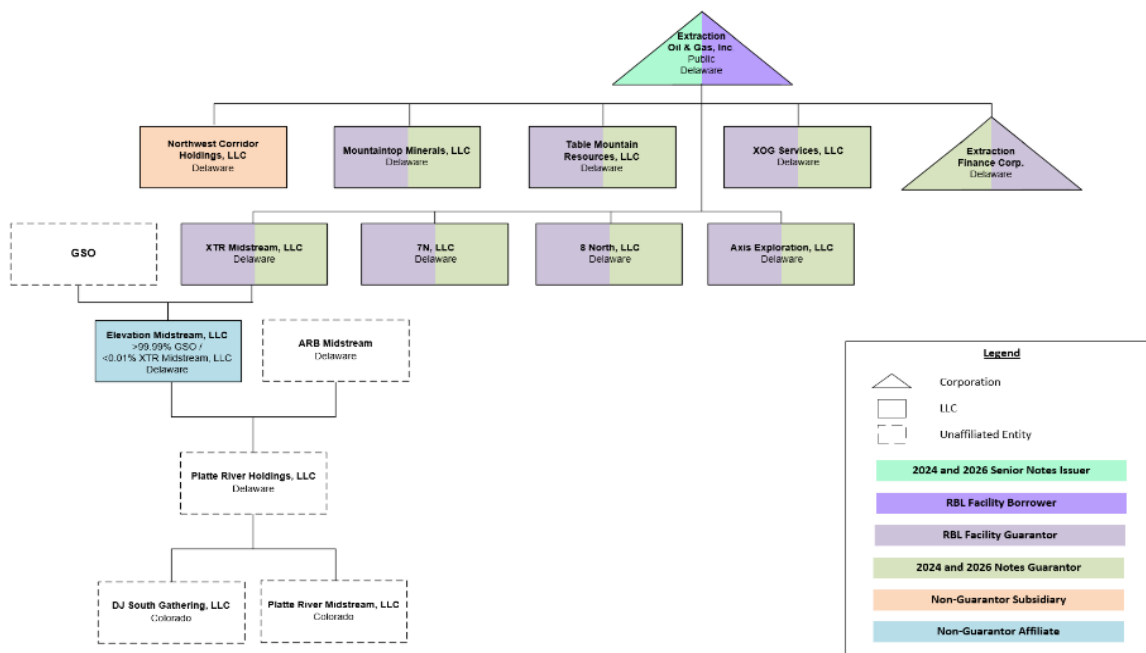 Extraction
Oil & Gas, Inc
Public
Delaware
Northwest Corridor
Holdings, LLC
Delaware
Mountaintop Minerals, LLC
Delaware
Table Mountain
Resources, LLC
Delaware
XOG Services, LLC
Delaware
Extraction
Finance Corp.
Delaware
GSO
XTR Midstream, LLC
Delaware
7N, LLC
Delaware
8 North, LLC
Delaware
Axis Exploration, LLC
Delaware
Elevation Midstream, LLC
>99.99% GSO /
<0.01% XTR Midstream, LLC
Delaware
ARB Midstream
Delaware
Platte River Holdings, LLC
Delaware
DJ South Gathering, LLC
Colorado
Platte River Midstream, LLC
Colorado
Legend
Corporation
LLC
Unaffiliated Entity
2024 and 2026 Senior Notes Issuer
RBL Facility Borrower
RBL Facility Guarantor
2024 and 2026 Notes Guarantor
Non-Guarantor Subsidiary
Non-Guarantor Affiliate